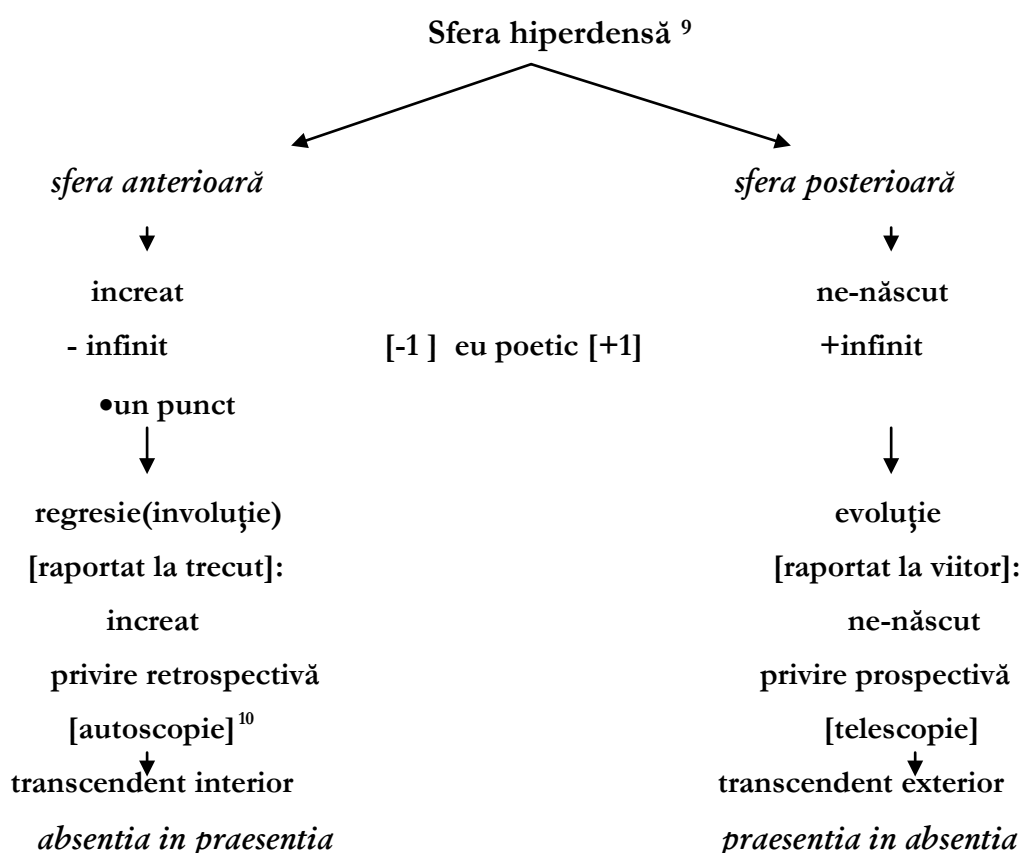 Sfera hiperdensă 9
sfera anterioară sfera posterioară
increat ne-născut
- infinit [-1 ] eu poetic [+1] +infinit
•un punct
regresie(involuţie) evoluţie
[raportat la trecut]: [raportat la viitor]:
increat ne-născut
privire retrospectivă privire prospectivă
[autoscopie] 10 [telescopie]
transcendent interior transcendent exterior
absentia in praesentia praesentia in absentia